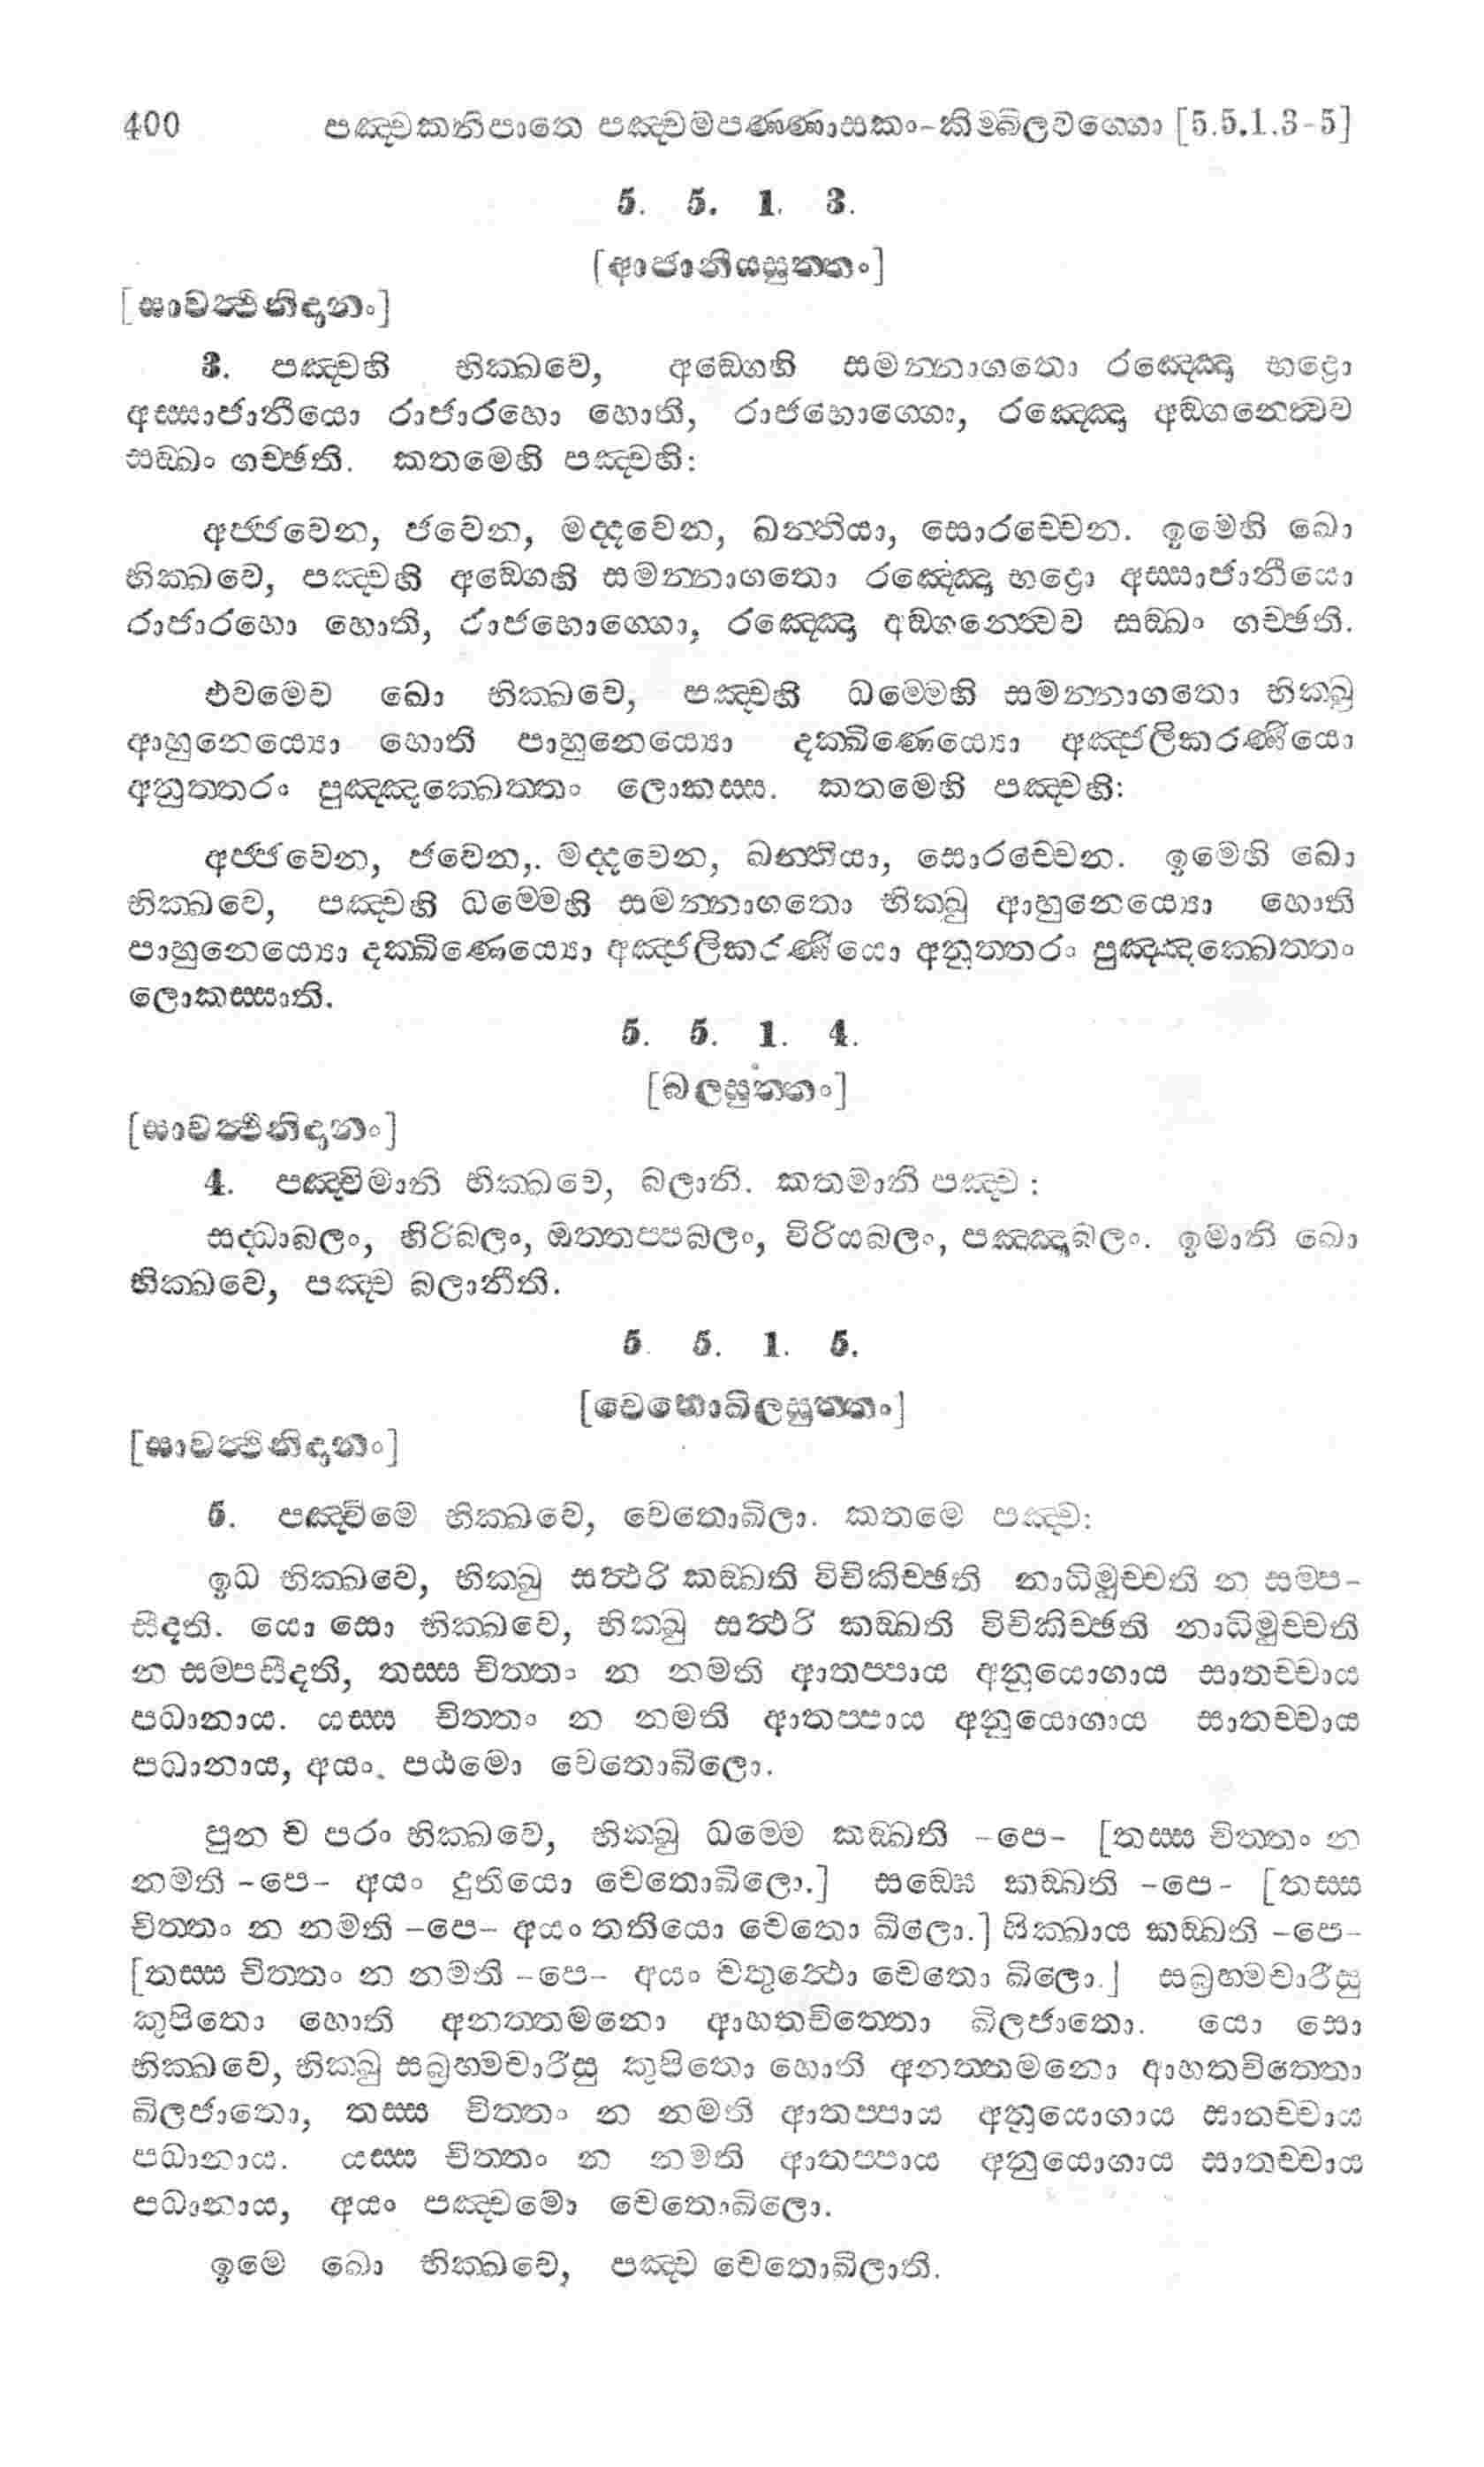 400 පඤ්චකනිපාතෙ පඤ්චමපණ්ණාසකං-කිම්බිලවග්ගො [5.5.1.3-5]
5. 5. 1. 3.
[ආජානීයසුත්තං]
[සාවත්ථිනිදානං]
3. පඤ්චහි භික්ඛවෙ, අඞ්ගෙහි සමන්නාගතො රඤ්ඤො භද්‍රො
අස්සාජානීයො රාජාරහො හොති, රාජභොග්ගො, රඤ්ඤො අඞ්ගන්ත්වෙව
සඞ්ඛං ගච්ඡති. කතමෙහි පඤ්චහි:
අජ්ජවෙන, ජවෙන, මද්දවෙන, ඛන්තියා, සොරච්චෙන. ඉමෙහි ඛො
භික්ඛවෙ, පඤ්චහි අඞ්ගෙහි සමන්නාගතො රඤ්ඤො භද්‍රො අස්සාජානීයො
රාජාරහො හොති, රාජභොග්ගො, රඤ්ඤො අඞ්ගන්ත්වෙව සඞ්ඛං ගච්ඡති.
එවමෙව ඛො භික්ඛවෙ, පඤ්චහි ධම්මෙහි සමන්නාගතො භික්ඛු
ආහුනෙය්‍යො හොති පාහුනෙය්‍යො දක්ඛිණෙය්‍යො අඤ්ජලිකරණීයො
අනුත්තරං පුඤ්ඤක්ඛෙත්තං ලොකස්ස. කතමෙහි පඤ්චහි:
අජ්ජවෙන, ජවෙන,. මද්දවෙන, ඛන්තියා, සොරච්චෙන. ඉමෙහි ඛො
භික්ඛවෙ, පඤ්චහි ධම්මෙහි සමන්නාගතො භික්ඛු ආහුනෙය්‍යො හොති
පාහුනෙය්‍යො දක්ඛිණෙය්‍යො අඤ්ජලිකරණීයො අනුත්තරං පුඤ්ඤක්ඛෙත්තං
ලොකස්සාති.
5. 5. 1. 4.
[බලසුත්තං]
[සාවත්ථිනිදානං]
4. පඤ්චිමානි භික්ඛවෙ, බලානි. කතමානි පඤ්ච :
සද්ධාබලං, හිරිබලං, ඔත්තප්පබලං, විරියබලං, පඤ්ඤාබලං. ඉමානි ඛො
භික්ඛවෙ, පඤ්ච බලානීති.
5. 5. 1. 5.
[චෙතොඛිලසුත්තං]
[සාවත්ථිනිදානං]
5. පඤ්චිමෙ භික්ඛවෙ, චෙතොඛිලා. කතමෙ පඤ්ච:
ඉධ භික්ඛවෙ, භික්ඛු සත්ථරි කඞ්ඛති විචිකිච්ඡති නාධිමුච්චති න සම්ප-
සීදති. යො සො භික්ඛවෙ, භික්ඛු සත්ථරි කඞ්ඛති විචිකිච්ඡති නාධිමුච්චති
න සම්පසීදති, තස්ස චිත්තං න නමති ආතප්පාය අනුයොගාය සාතච්චාය
පධානාය. යස්ස චිත්තං න නමති ආතප්පාය අනුයොගාය සාතච්චාය
පධානාය, අයං. පඨමො චෙතොඛිලො.
පුන ච පරං භික්ඛවෙ, භික්ඛු ධම්මෙ කඞ්ඛති -පෙ- [තස්ස චිත්තං න
නමති -පෙ- අයං දුතියො චෙතොඛිලො.] සඞ්ඝෙ කඞ්ඛති -පෙ- [තස්ස
චිත්තං න නමති -පෙ- අයං තතියො චෙතො ඛිලො.] සික්ඛාය කඞ්ඛති -පෙ-
[තස්ස චිත්තං න නමති -පෙ- අයං චතුත්ථො චෙතො ඛිලො.] සබ්‍රහ්මචාරීසු
කුපිතො හොති අනත්තමනො ආහතචිත්තො ඛිලජාතො. යො සො
භික්ඛවෙ, භික්ඛු සබ්‍රහ්මචාරීසු කුපිතො හොති අනත්තමනො ආහතචිත්තො
ඛිලජාතො, තස්ස චිත්තං න නමති ආතප්පාය අනුයොගාය සාතච්චාය
පධානාය. යස්ස චිත්තං න නමති ආතප්පාය අනුයොගාය සාතච්චාය
පධානාය, අයං පඤ්චමො චෙතොඛිලො.
ඉමෙ ඛො භික්ඛවෙ, පඤ්ච චෙතොඛිලාති.